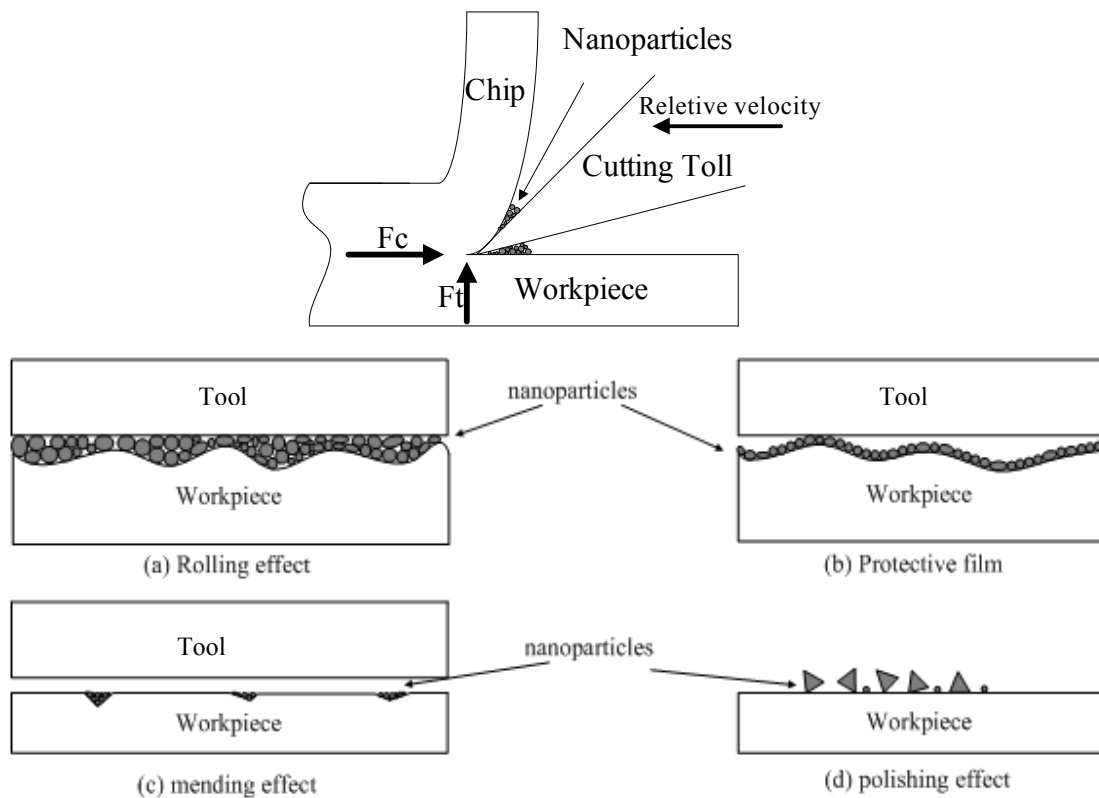 Nanoparticles
Chip
Reletive velocity
Cutting Toll
Fc
Ft
Workpiece
Tool
nanoparticles
Tool
Workpiece
Workpiece
(a) Rolling effect
(b) Protective film
Tool
nanoparticles
Workpiece
Workpiece
(c) mending effect
(d) polishing effect